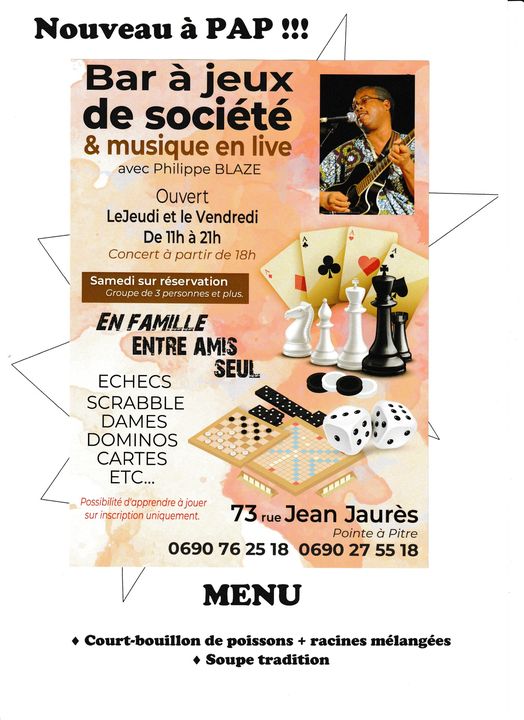 Nouveau à PAP !!!
Bar à jeux
de société
& musique en live
avec Philippe BLAZE
Ouvert
LeJeudi et le Vendredi
De 11h à 21h
Concert à partir de 18h
Samedi sur réservation
Groupe de 3 personnes et plus.
EN FAMILLE
ENTRE AMIS
SEUL
ECHECS
SCRABBLE
DAMES
DOMINOS
CARTES
ETC...
Possibilité d'apprendre à jouer
sur inscription uniquement.
73 rue Jean Jaurès
Pointe à Pitre
0690 76 25 18 0690 27 55 18
MENU
♦ Court-bouillon de poissons + racines mélangées
♦ Soupe tradition